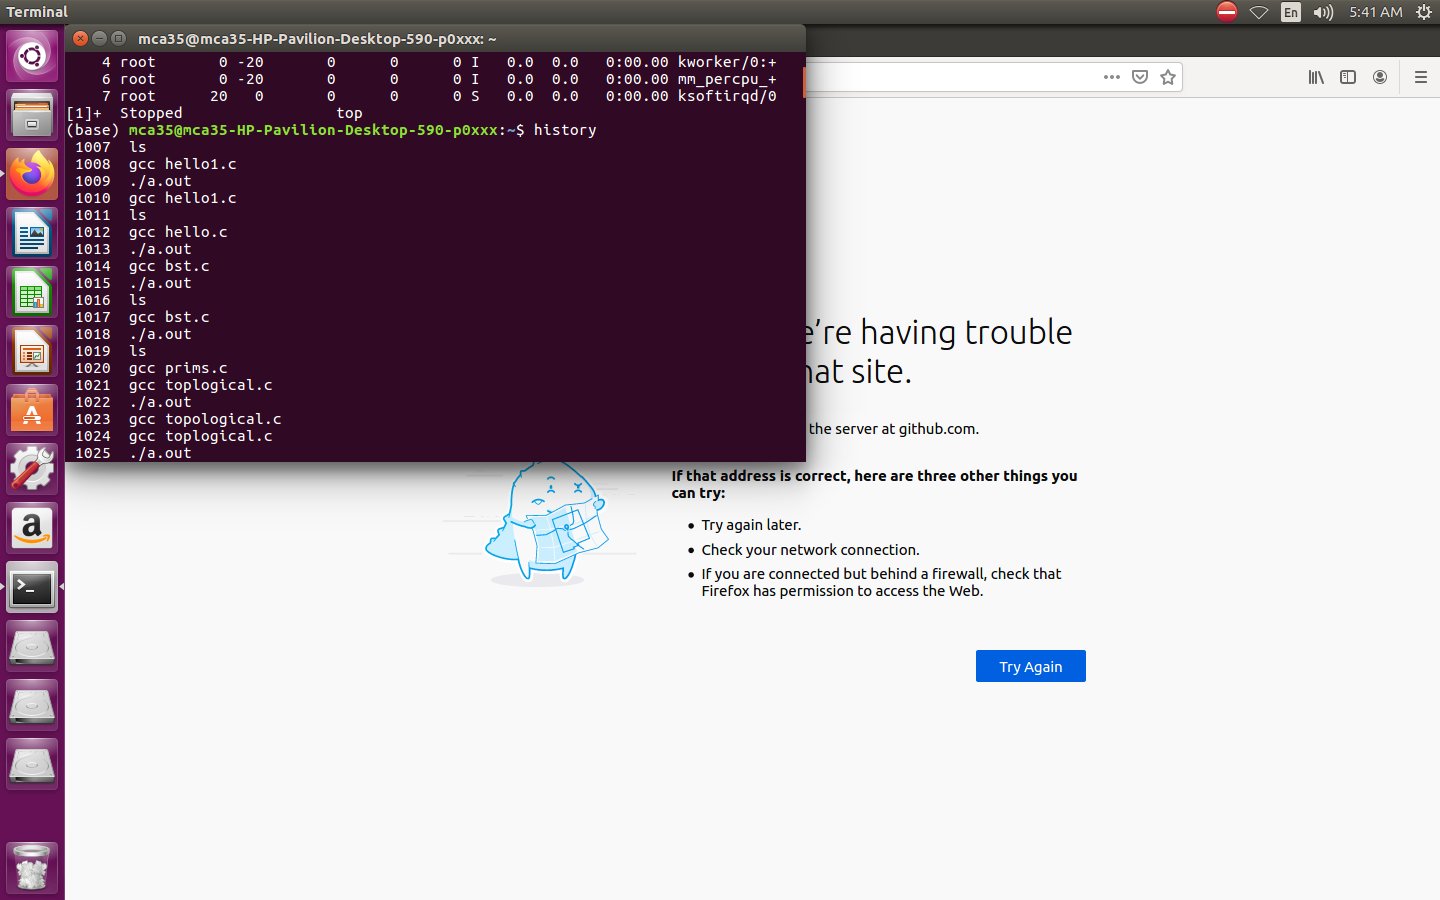 Terminal
En
5:41 AM
mca35@mca35-HP-Pavilion-Desktop-590-p0xxx: ~
4 root 0 -20 0 0 0 I 0.0 0.0 0:00.00 kworker/0:+
6 root 0 -20 0 0 0 I 0.0 0.0 0:00.00 mm_percpu_+
7 root 20 0 0 0 0 S 0.0 0.0 0:00.00 ksoftirqd/0
[1]+ Stopped top
(base) mca35@mca35-HP-Pavilion-Desktop-590-p0xxx:~$ history
1007 ls
1008 gcc hello1.c
1009 ./a.out
1010 gcc hello1.c
1011 ls
1012 gcc hello.c
1013 ./a.out
1014 gcc bst.c
1015 ./a.out
1016 ls
1017 gcc bst.c
1018 ./a.out
1019 ls
1020 gcc prims.c
1021 gcc toplogical.c
1022 ./a.out
1023 gcc topological.c
1024 gcc toplogical.c
1025 ./a.out
e’re having trouble
hat site.
the server at github.com.
If that address is correct, here are three other things you
can try:
Try again later.
Check your network connection.
If you are connected but behind a firewall, check that
Firefox has permission to access the Web.
Try Again